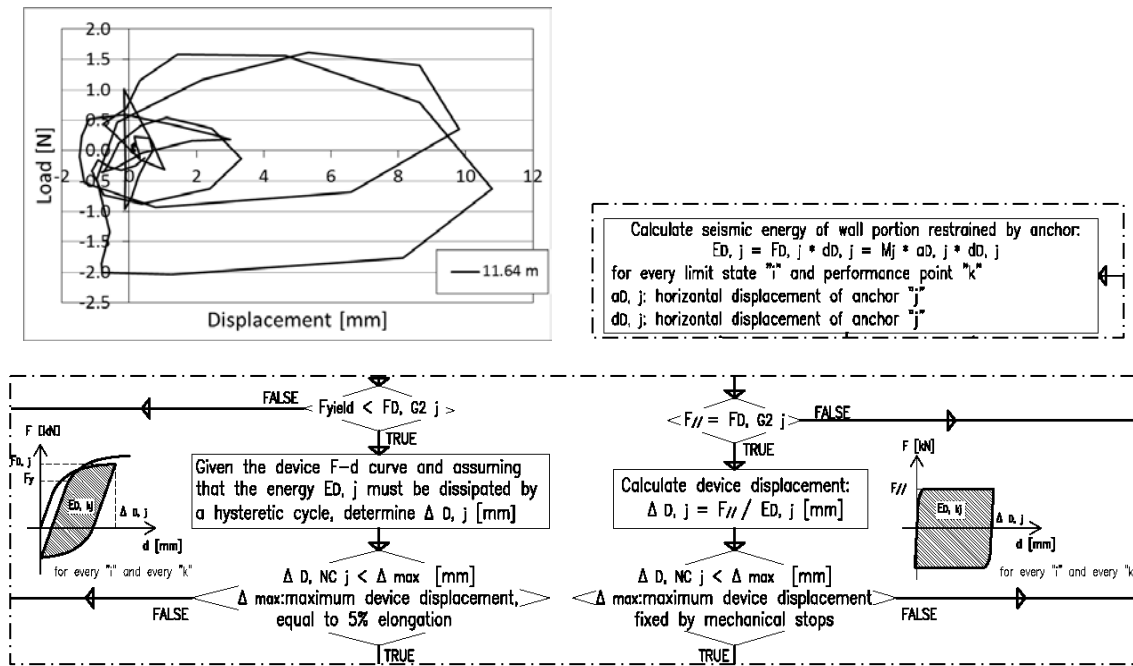 2.0
1.5
1.0
0.5
0.0
-0.5
-1.0
-1.5
-2.0
-2.5
Load [N]
-2 0 2 4 6 8 10 12
11.64 m
Displacement [mm]
Calculate seismic energy of wall portion restrained by anchor:
ED, j = FD, j * dD, j = Mj * aD, j * dD, j
for every limit state "i" and performance point "k"
aD, j: horizontal displacement of anchor "j"
dD, j: horizontal displacement of anchor "j"
FALSE
Fyield < FD, G2 j
TRUE
F [kN]
FD, j
Fy
ED, kj
Δ D, j
d [mm]
for every "i" and every "k"
Given the device F-d curve and assuming
that the energy ED, j must be dissipated by
a hysteretic cycle, determine Δ D, j [mm]
Δ D, NC j < Δ max [mm]
Δ max:maximum device displacement,
equal to 5% elongation
FALSE
TRUE
F// = FD, G2 j
FALSE
TRUE
Calculate device displacement:
Δ D, j = F// / ED, j [mm]
F [kN]
F//
ED, kj
Δ D, j
d [mm]
for every "i" and every "k
Δ D, NC j < Δ max [mm]
Δ max:maximum device displacement
fixed by mechanical stops
FALSE
TRUE